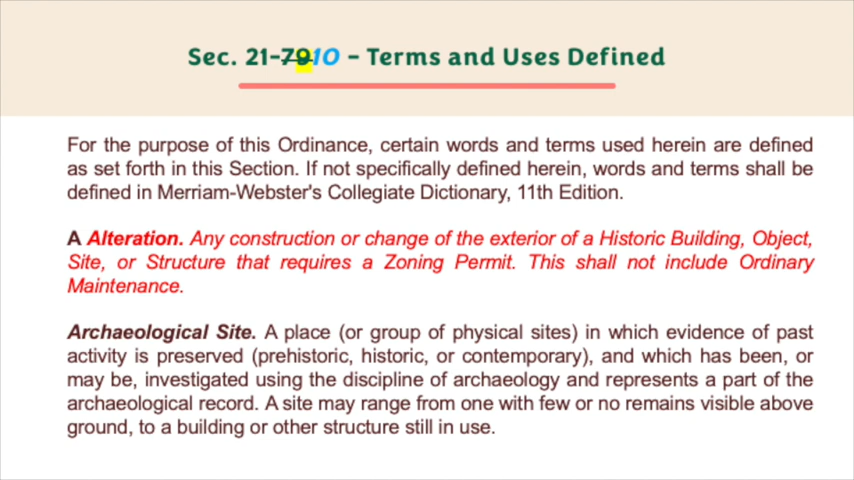 Sec. 21-7910 – Terms and Uses Defined
For the purpose of this Ordinance, certain words and terms used herein are defined
as set forth in this Section. If not specifically defined herein, words and terms shall be
defined in Merriam-Webster's Collegiate Dictionary, 11th Edition.
A Alteration. Any construction or change of the exterior of a Historic Building, Object,
Site, or Structure that requires a Zoning Permit. This shall not include Ordinary
Maintenance.
Archaeological Site. A place (or group of physical sites) in which evidence of past
activity is preserved (prehistoric, historic, or contemporary), and which has been, or
may be, investigated using the discipline of archaeology and represents a part of the
archaeological record. A site may range from one with few or no remains visible above
ground, to a building or other structure still in use.